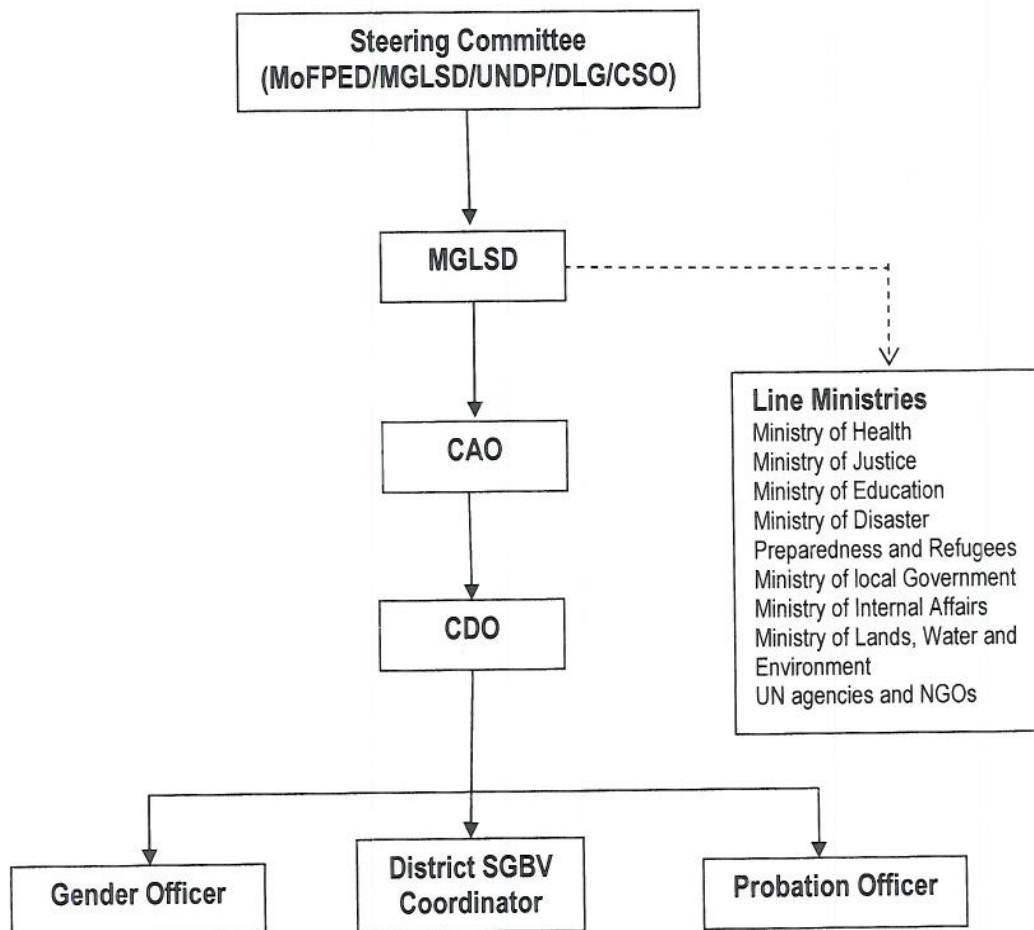 Steering Committee
(MoFPED/MGLSD/UNDP/DLG/CSO)
MGLSD
Line Ministries
Ministry of Health
Ministry of Justice
Ministry of Education
Ministry of Disaster
Preparedness and Refugees
Ministry of local Government
Ministry of Internal Affairs
Ministry of Lands, Water and
Environment
UN agencies and NGOs
CAO
CDO
Gender Officer
District SGBV
Coordinator
Probation Officer